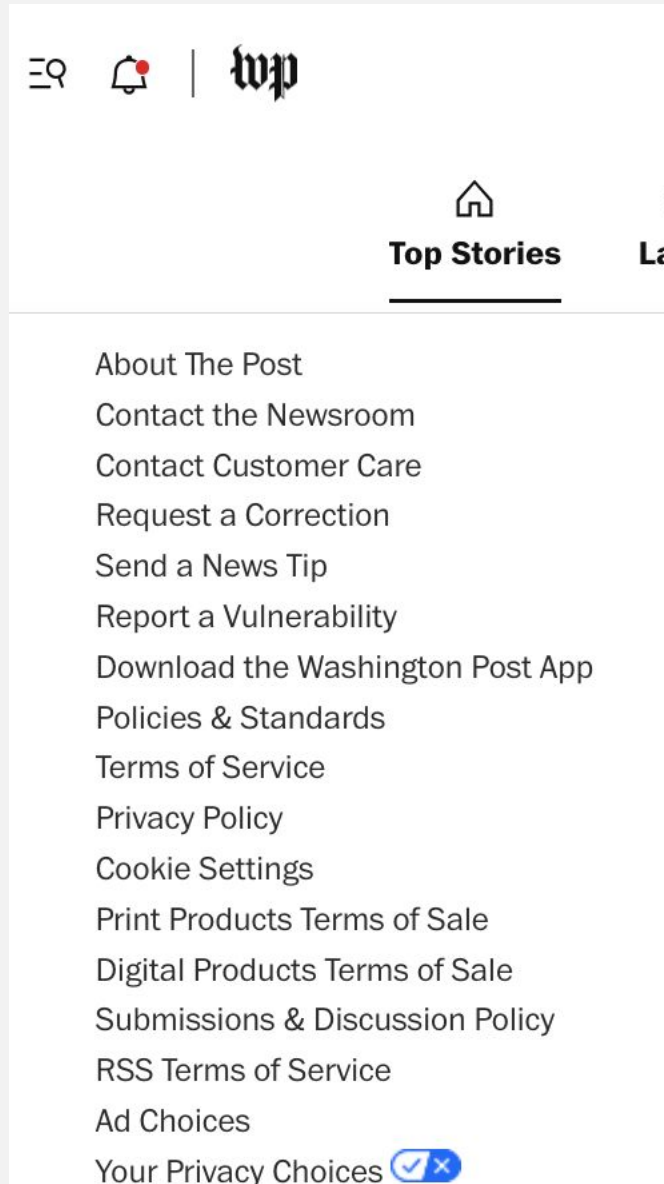 wp
Top Stories
La
About The Post
Contact the Newsroom
Contact Customer Care
Request a Correction
Send a News Tip
Report a Vulnerability
Download the Washington Post App
Policies & Standards
Terms of Service
Privacy Policy
Cookie Settings
Print Products Terms of Sale
Digital Products Terms of Sale
Submissions & Discussion Policy
RSS Terms of Service
Ad Choices
Your Privacy Choices